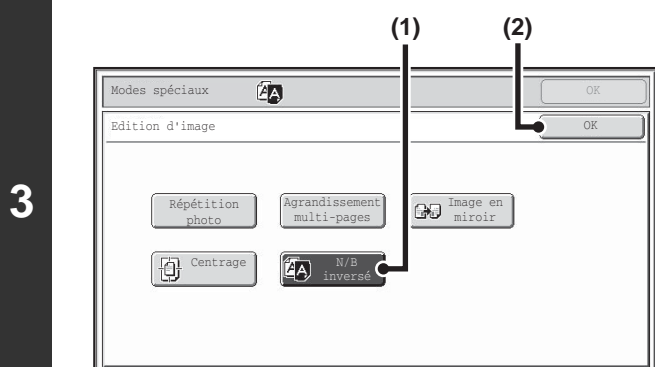 (1) (2)
Modes spéciaux OK
Edition d'image OK
3
Répétition
photo
Agrandissement
multi-pages
Image en
miroir
Centrage
N/B
inversé